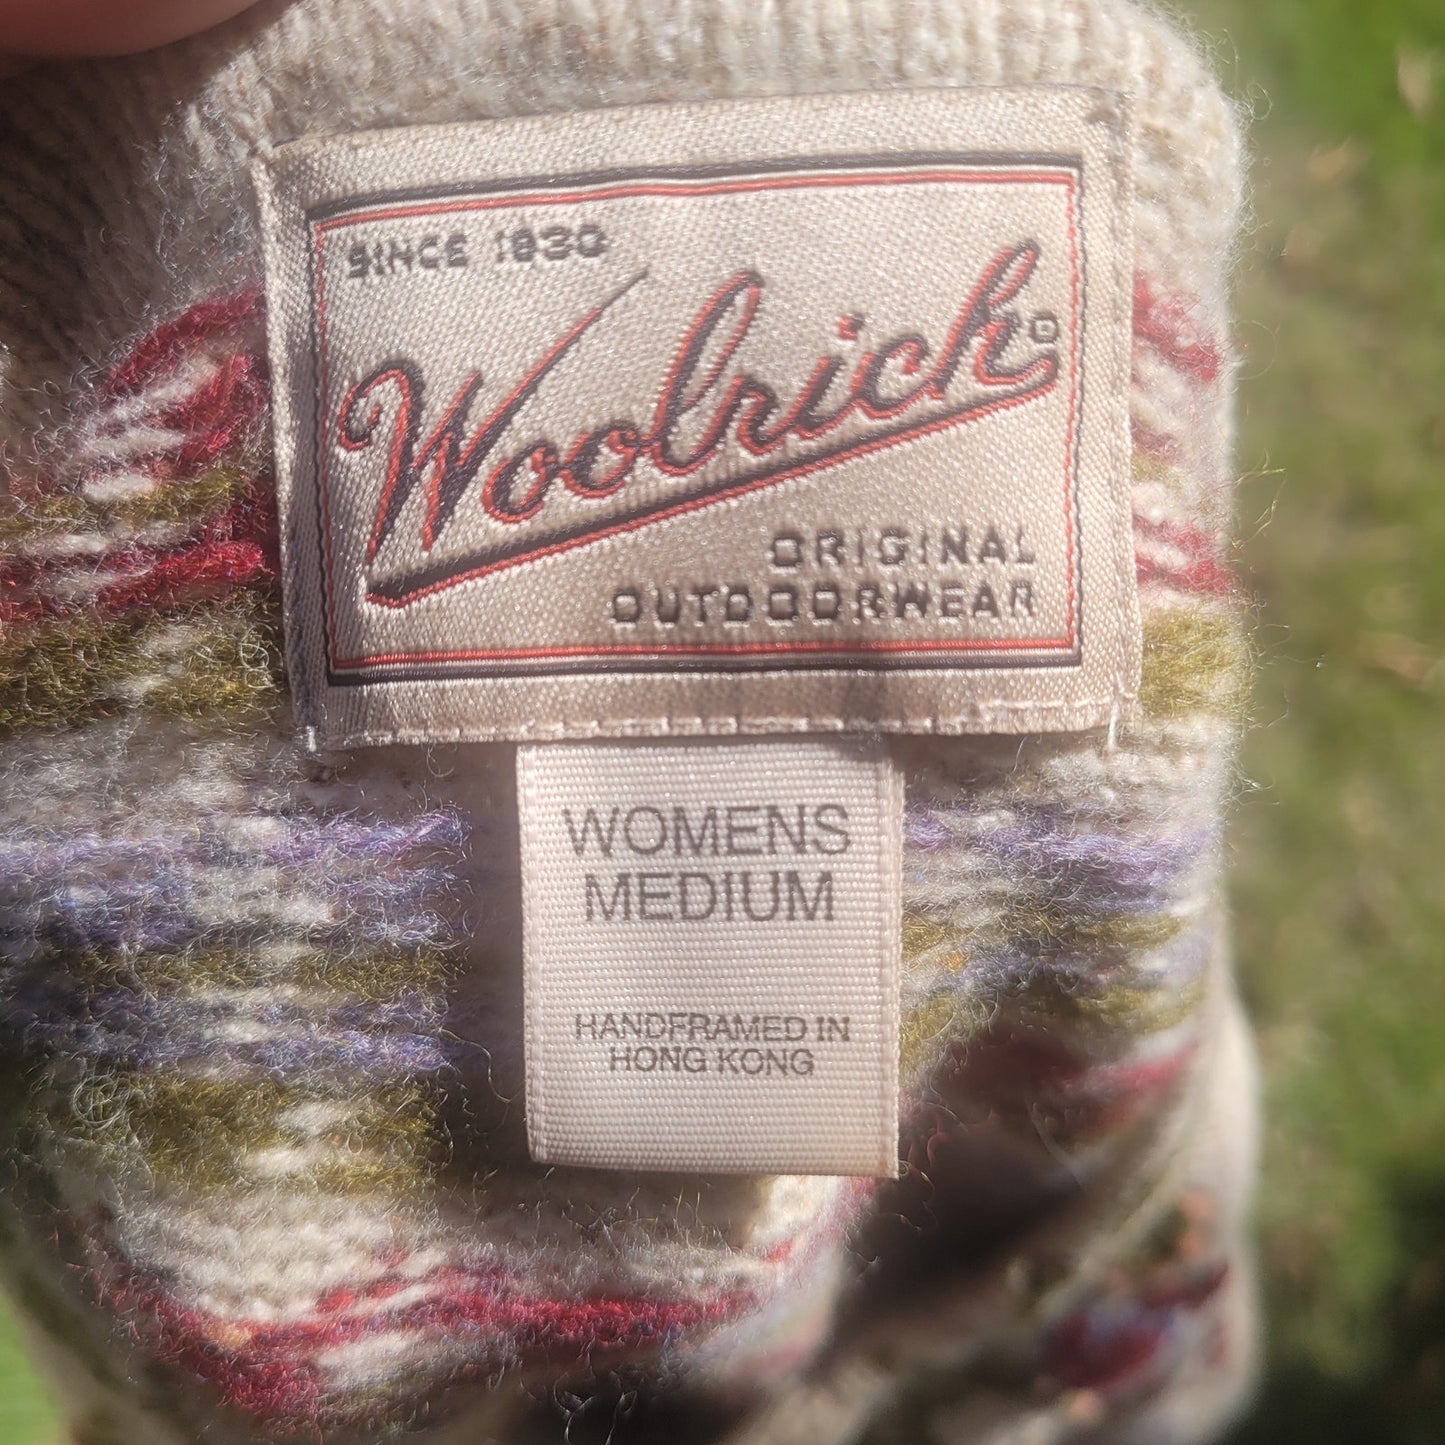 SINCE 1830
Woolrich
ORIGINAL
OUTDOORWEAR
WOMENS
MEDIUM
HANDFRAMED IN
HONG KONG